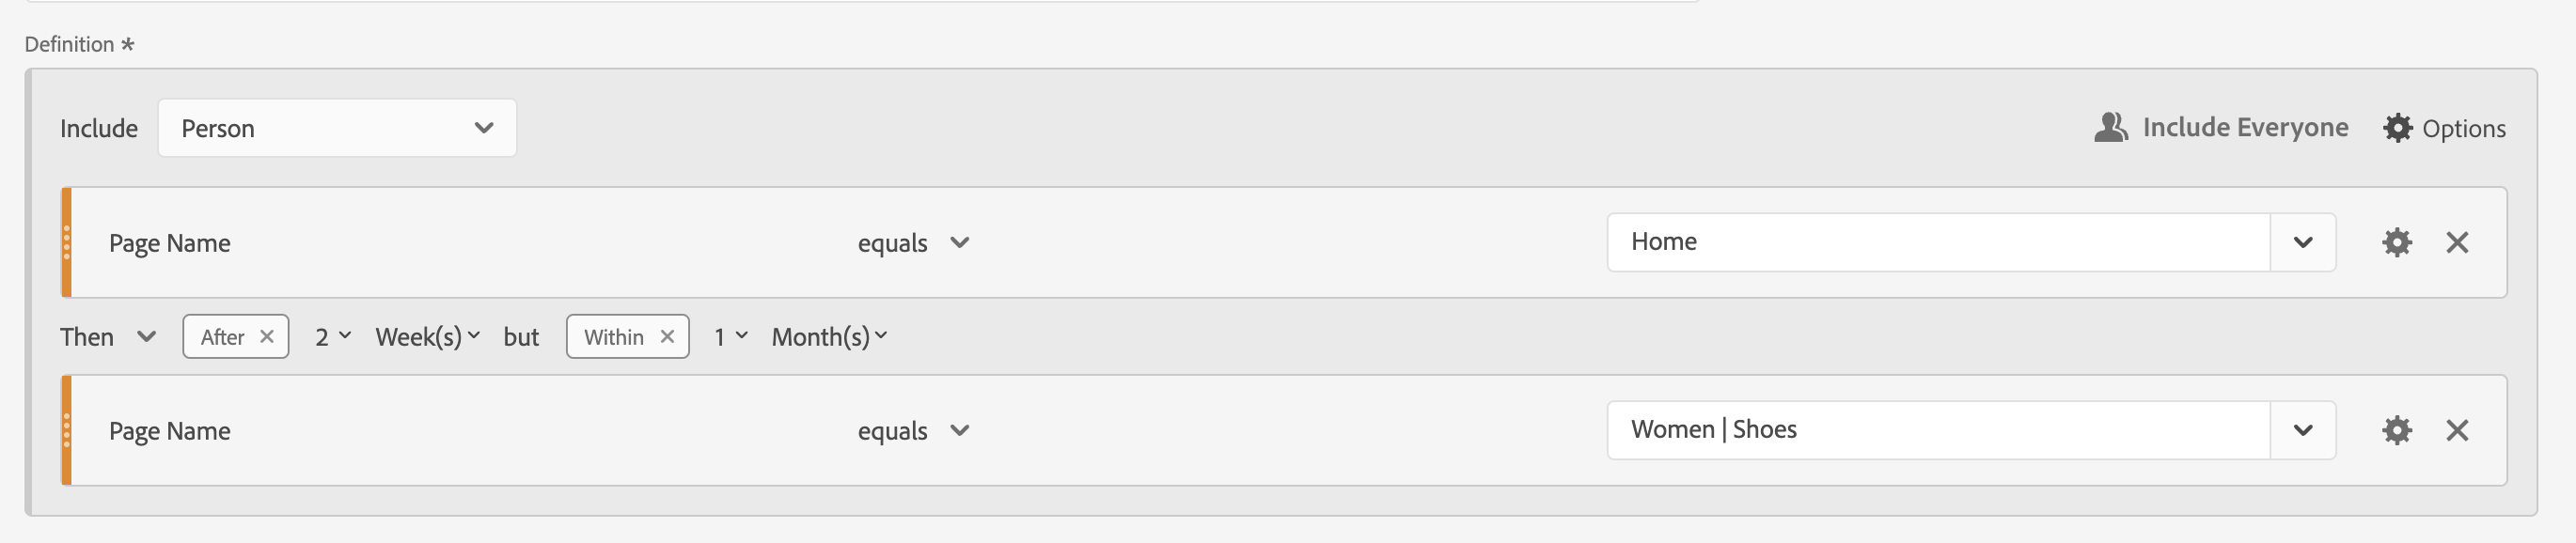 Definition *
Include Person Include Everyone Options
Page Name equals Home
Then After 2 Week(s) but Within 1 Month(s)
Page Name equals Women | Shoes